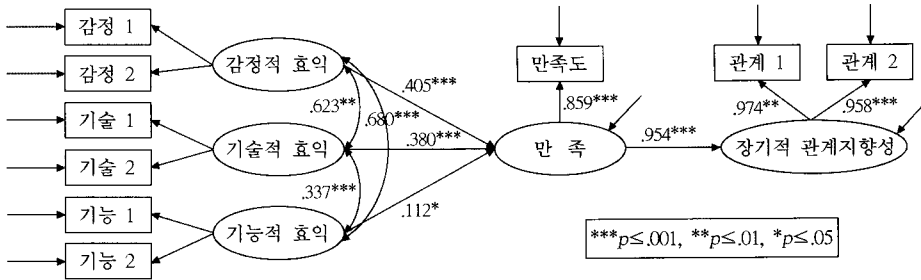 감정 1
감정 2
기술 1
기술 2
기능 1
기능 2
감정적 효익
기술적 효익
기능적 효익
.623**
.680***
.337***
.405***
.380***
.112*
만족도
.859***
만 족
.954***
관계 1
관계 2
.974**
.958***
장기적 관계지향성
***p≤.001, **p≤.01, *p≤.05